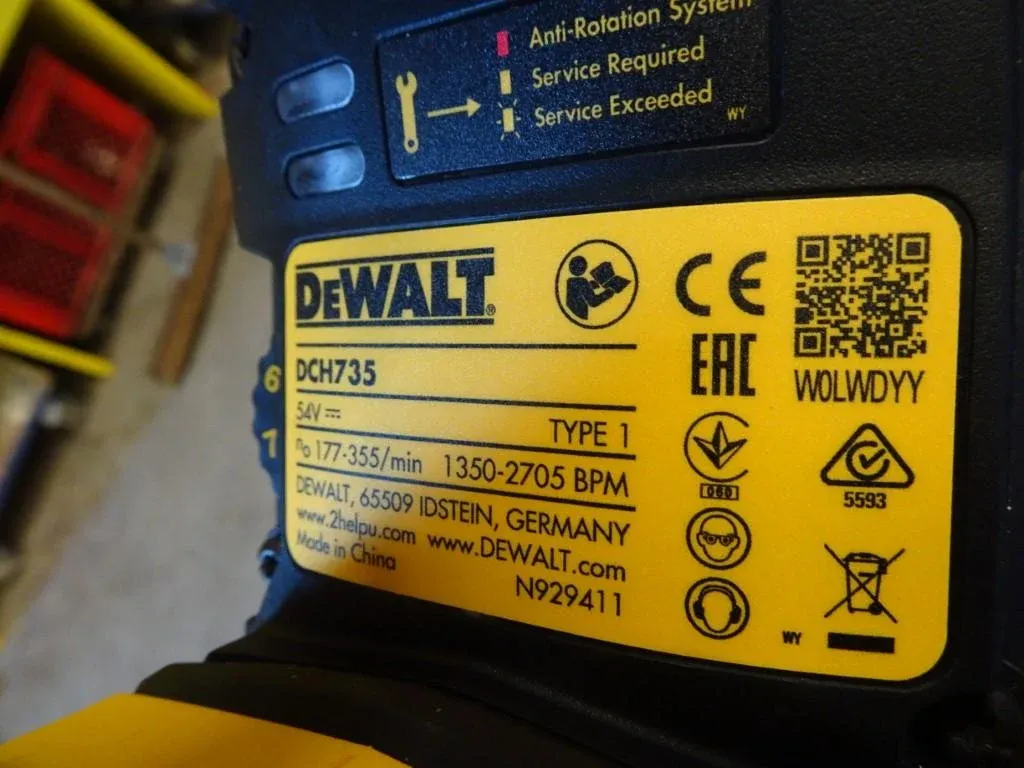 Anti-Rotation System
Service Required
Service Exceeded
WY
DEWALT®
DCH735
54V
TYPE 1
n₀ 177-355/min 1350-2705 BPM
DEWALT, 65509 IDSTEIN, GERMANY
www.2helpu.com www.DEWALT.com
Made in China
N929411
CE
EAC
W0LWDYY
060
5593
WY
6
7